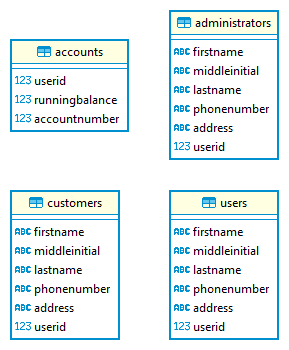 accounts
123 userid
123 runningbalance
123 accountnumber
administrators
ABC firstname
ABC middleinitial
ABC lastname
ABC phonenumber
ABC address
123 userid
customers
ABC firstname
ABC middleinitial
ABC lastname
ABC phonenumber
ABC address
123 userid
users
ABC firstname
ABC middleinitial
ABC lastname
ABC phonenumber
ABC address
123 userid